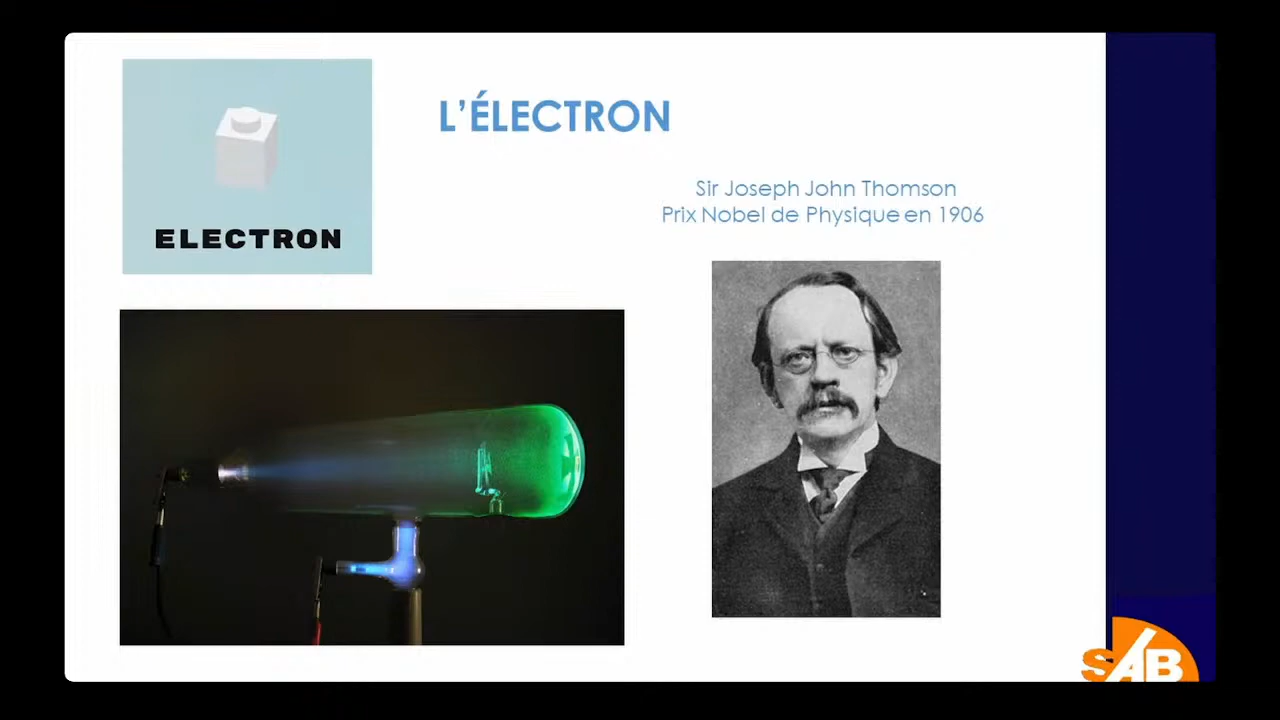 L'ÉLECTRON
ELECTRON
Sir Joseph John Thomson
Prix Nobel de Physique en 1906
SAB